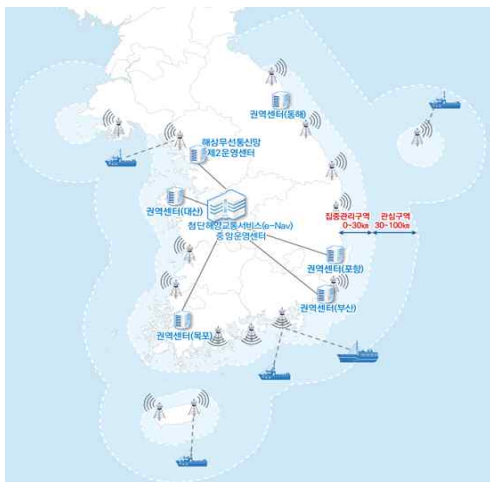 권역센터(동해)
해상무선통신망
제2운영센터
권역센터(대산)
첨단해양교통서비스(e-Nav)
중앙운영센터
집중관리구역
0-30㎞
관심구역
30-100㎞
권역센터(포항)
권역센터(부산)
권역센터(목포)